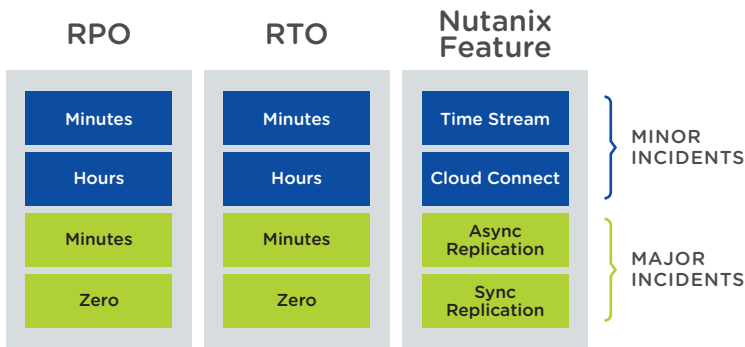 RPO
RTO
Nutanix
Feature
Minutes
Minutes
Time Stream
Hours
Hours
Cloud Connect
MINOR
INCIDENTS
Minutes
Minutes
Async
Replication
Zero
Zero
Sync
Replication
MAJOR
INCIDENTS